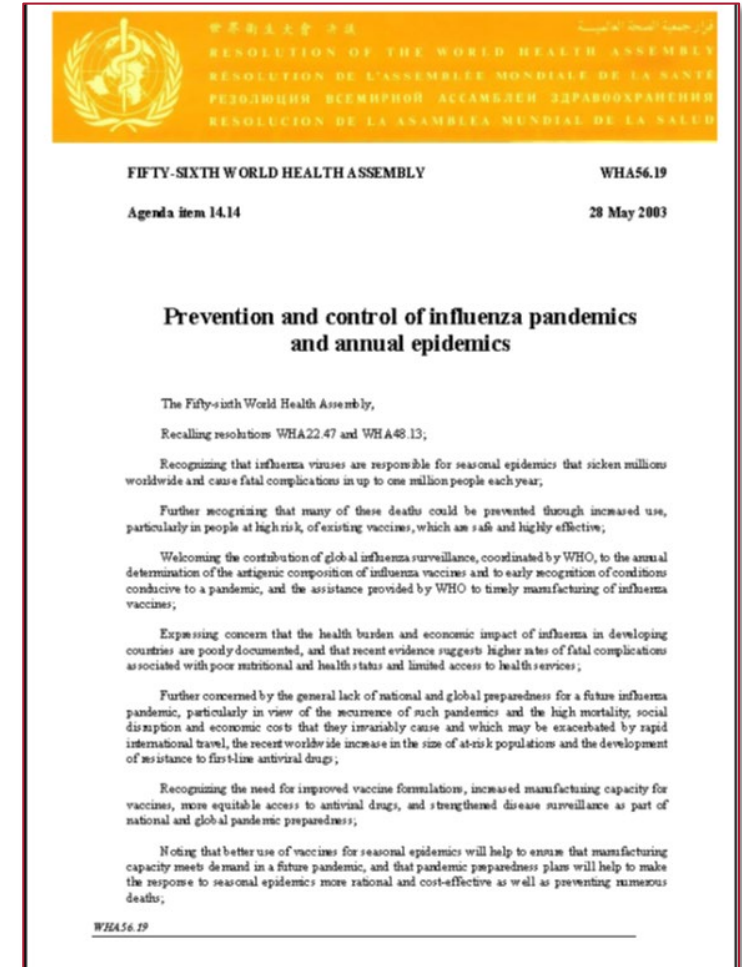 世界衛生大會 決議
قرار جمعية الصحة العالمية
RESOLUTION OF THE WORLD HEALTH ASSEMBLY
RÉSOLUTION DE L'ASSEMBLÉE MONDIALE DE LA SANTÉ
РЕЗОЛЮЦИЯ ВСЕМИРНОЙ АССАМБЛЕИ ЗДРАВООХРАНЕНИЯ
RESOLUCION DE LA ASAMBLEA MUNDIAL DE LA SALUD
FIFTY-SIXTH WORLD HEALTH ASSEMBLY WHA56.19
Agenda item 14.14 28 May 2003
Prevention and control of influenza pandemics
and annual epidemics
The Fifty-sixth World Health Assembly,
Recalling resolutions WHA22.47 and WHA48.13;
Recognizing that influenza viruses are responsible for seasonal epidemics that sicken millions
worldwide and cause fatal complications in up to one million people each year;
Further recognizing that many of these deaths could be prevented through increased use,
particularly in people at high risk, of existing vaccines, which are safe and highly effective;
Welcoming the contribution of global influenza surveillance, coordinated by WHO, to the annual
determination of the antigenic composition of influenza vaccines and to early recognition of conditions
conducive to a pandemic, and the assistance provided by WHO to timely manufacturing of influenza
vaccines;
Expressing concern that the health burden and economic impact of influenza in developing
countries are poorly documented, and that recent evidence suggests higher rates of fatal complications
associated with poor nutritional and health status and limited access to health services;
Further concerned by the general lack of national and global preparedness for a future influenza
pandemic, particularly in view of the recurrence of such pandemics and the high mortality, social
disruption and economic costs that they invariably cause and which may be exacerbated by rapid
international travel, the recent worldwide increase in the size of at-risk populations and the development
of resistance to first-line antiviral drugs;
Recognizing the need for improved vaccine formulations, increased manufacturing capacity for
vaccines, more equitable access to antiviral drugs, and strengthened disease surveillance as part of
national and global pandemic preparedness;
Noting that better use of vaccines for seasonal epidemics will help to ensure that manufacturing
capacity meets demand in a future pandemic, and that pandemic preparedness plans will help to make
the response to seasonal epidemics more rational and cost-effective as well as preventing numerous
deaths;
WHA56.19